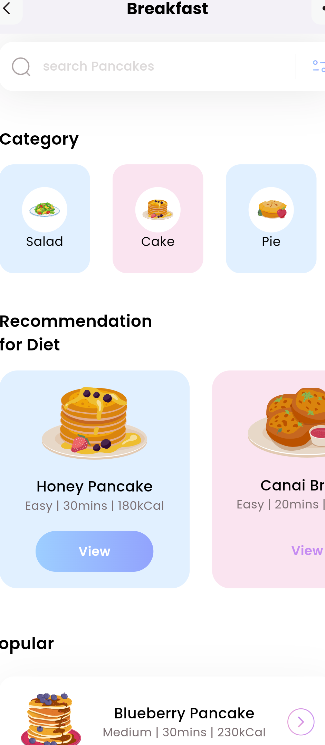 Breakfast
search Pancakes
Category
Salad
Cake
Pie
Recommendation
for Diet
Honey Pancake
Easy | 30mins | 180kCal
View
Canai Br
Easy | 20mins |
View
opular
Blueberry Pancake
Medium | 30mins | 230kCal